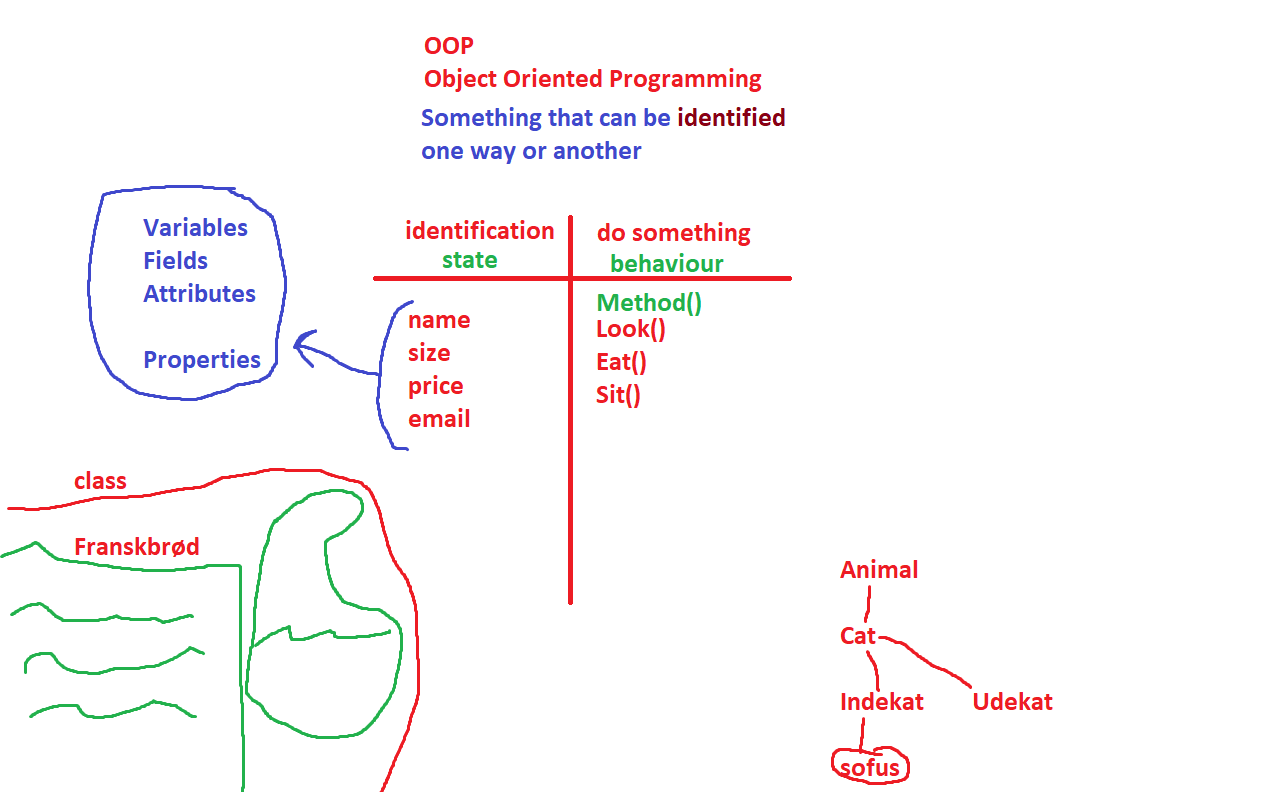 OOP
Object Oriented Programming
Something that can be identified
one way or another
Variables
Fields
Attributes
Properties
identification
state
do something
behaviour
name
size
price
email
Method()
Look()
Eat()
Sit()
class
Franskbrød
Animal
Cat
Indekat
Udekat
sofus